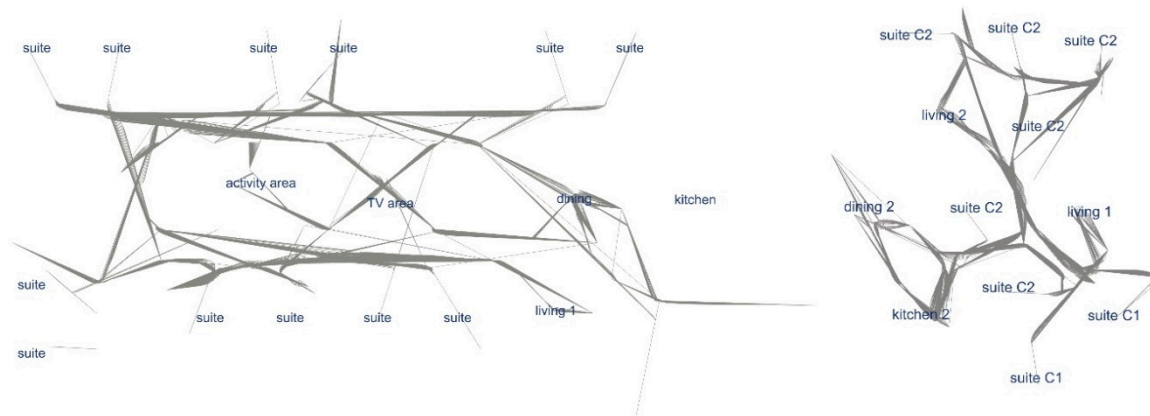 suite suite suite suite suite suite
activity area TV area dining kitchen
suite
suite suite suite suite living 1
suite
suite C2 suite C2 suite C2
living 2 suite C2
dining 2 suite C2 living 1
suite C2
kitchen 2 suite C1
suite C1